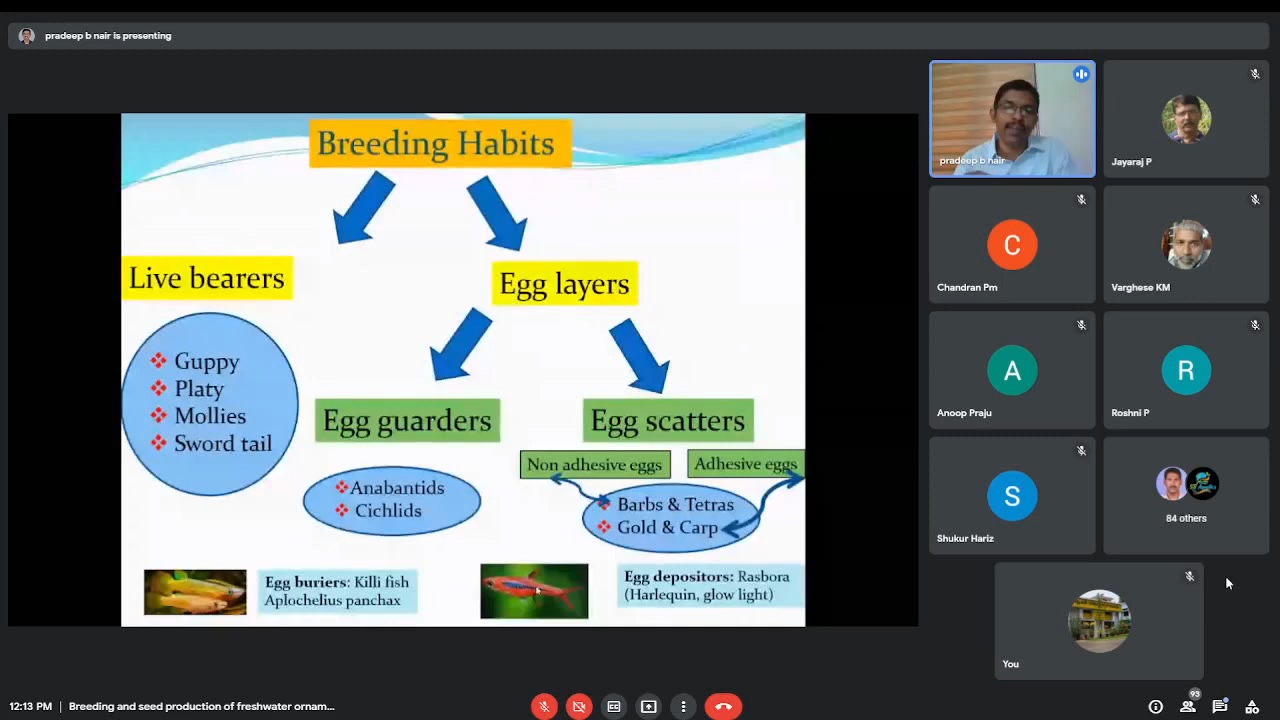 pradeep b nair is presenting
Breeding Habits
Live bearers
Egg layers
Guppy
Platy
Mollies
Sword tail
Egg guarders
Egg scatters
Non adhesive eggs
Adhesive eggs
Anabantids
Cichlids
Barbs & Tetras
Gold & Carp
Egg buriers: Killi fish
Aplochelius panchax
Egg depositors: Rasbora
(Harlequin, glow light)
pradeep b nair
Jayaraj P
C
Chandran Pm
Varghese KM
A
Anoop Praju
R
Roshni P
S
Shukur Hariz
84 others
You
12:13 PM | Breeding and seed production of freshwater ornam...
93